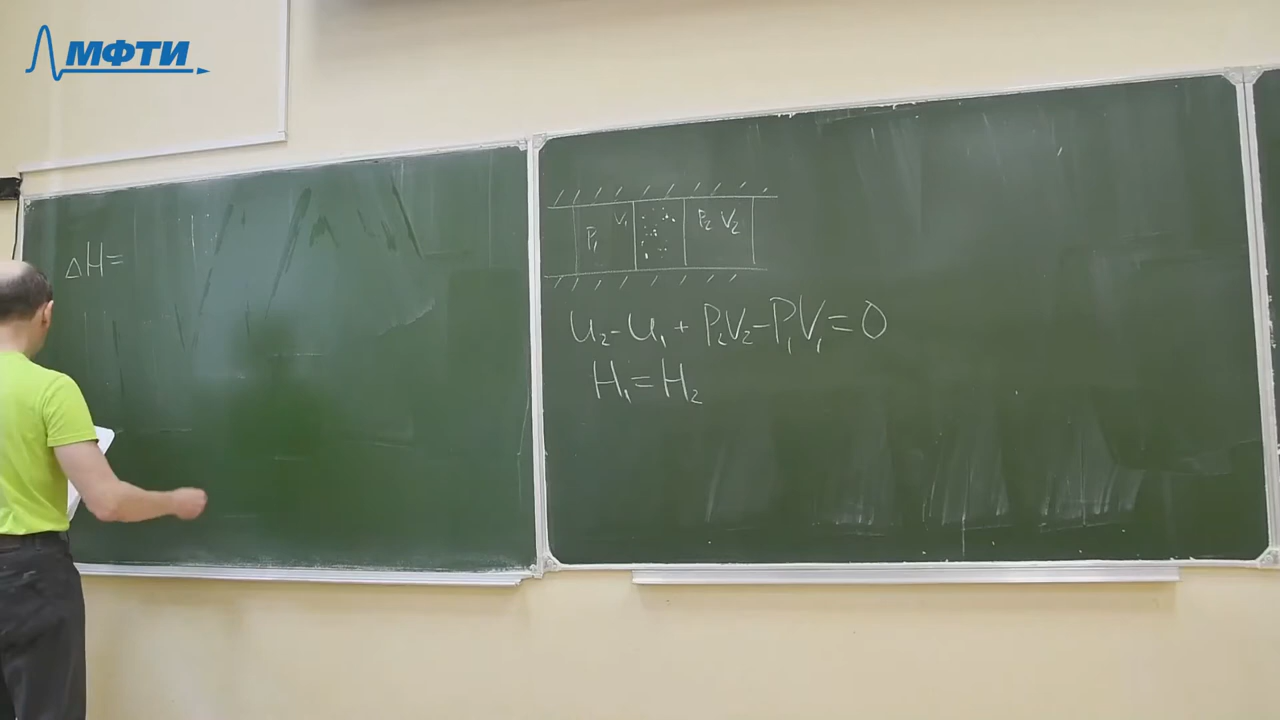 МФТИ
ΔH=
P₁ V₁ P₂ V₂
U₂-U₁+P₂V₂-P₁V₁=0
H₁=H₂